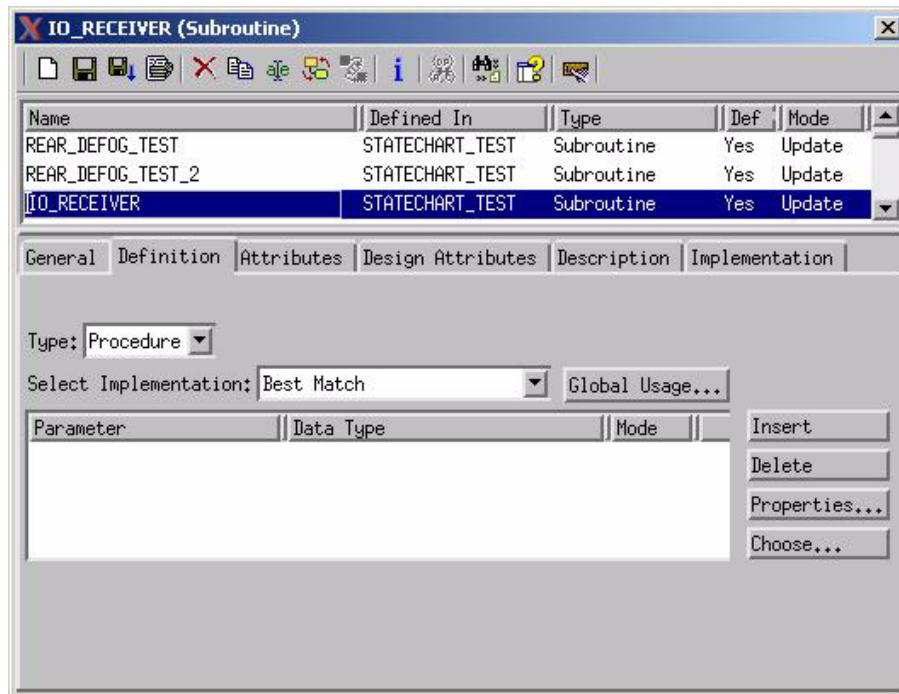 IO_RECEIVER (Subroutine)
Name Defined In Type Def Mode
REAR_DEFOG_TEST STATECHART_TEST Subroutine Yes Update
REAR_DEFOG_TEST_2 STATECHART_TEST Subroutine Yes Update
IO_RECEIVER STATECHART_TEST Subroutine Yes Update
General Definition Attributes Design Attributes Description Implementation
Type: Procedure
Select Implementation: Best Match Global Usage...
Parameter Data Type Mode Insert
Delete
Properties...
Choose...